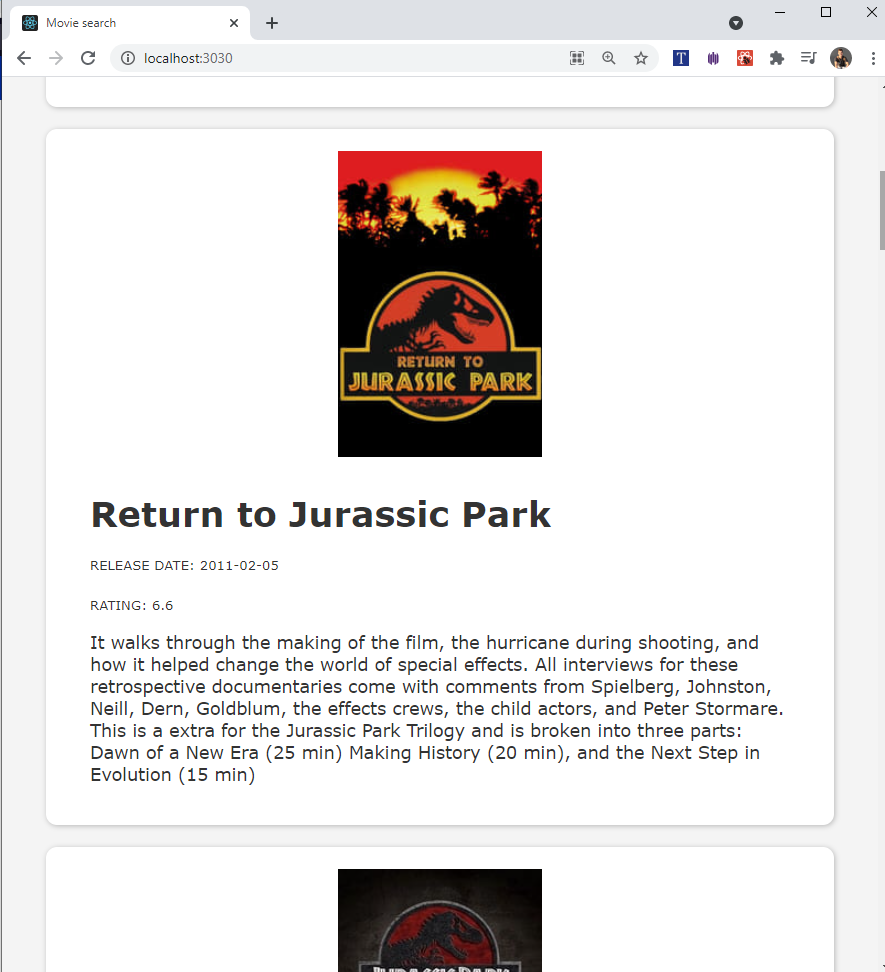 Movie search
localhost:3030
T
RETURN TO
JURASSIC PARK
Return to Jurassic Park
RELEASE DATE: 2011-02-05
RATING: 6.6
It walks through the making of the film, the hurricane during shooting, and
how it helped change the world of special effects. All interviews for these
retrospective documentaries come with comments from Spielberg, Johnston,
Neill, Dern, Goldblum, the effects crews, the child actors, and Peter Stormare.
This is a extra for the Jurassic Park Trilogy and is broken into three parts:
Dawn of a New Era (25 min) Making History (20 min), and the Next Step in
Evolution (15 min)
JURASSIC PARK